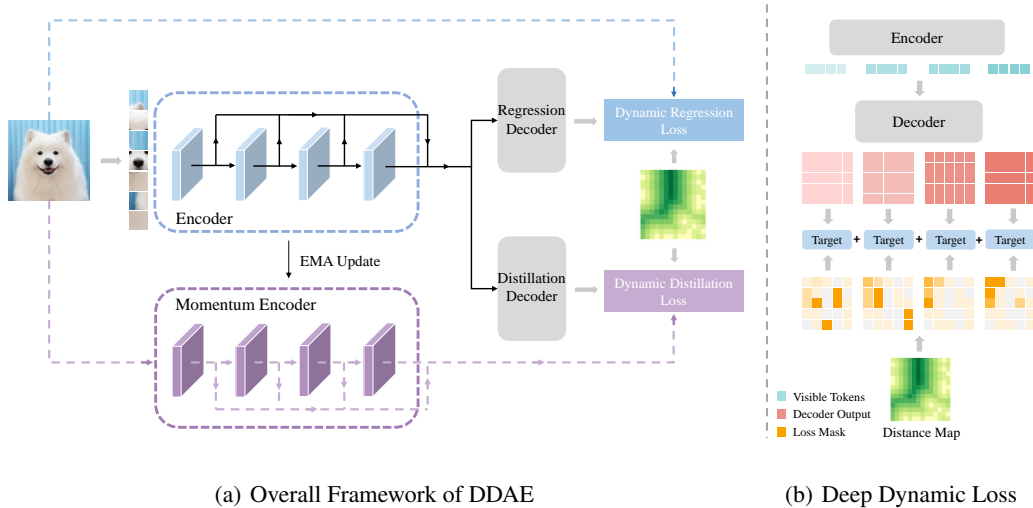 Regression
Decoder
Dynamic Regression
Loss
Encoder
EMA Update
Momentum Encoder
Distillation
Decoder
Dynamic Distillation
Loss
(a) Overall Framework of DDAE
Encoder
Decoder
Target + Target + Target + Target
Visible Tokens
Decoder Output
Loss Mask
Distance Map
(b) Deep Dynamic Loss